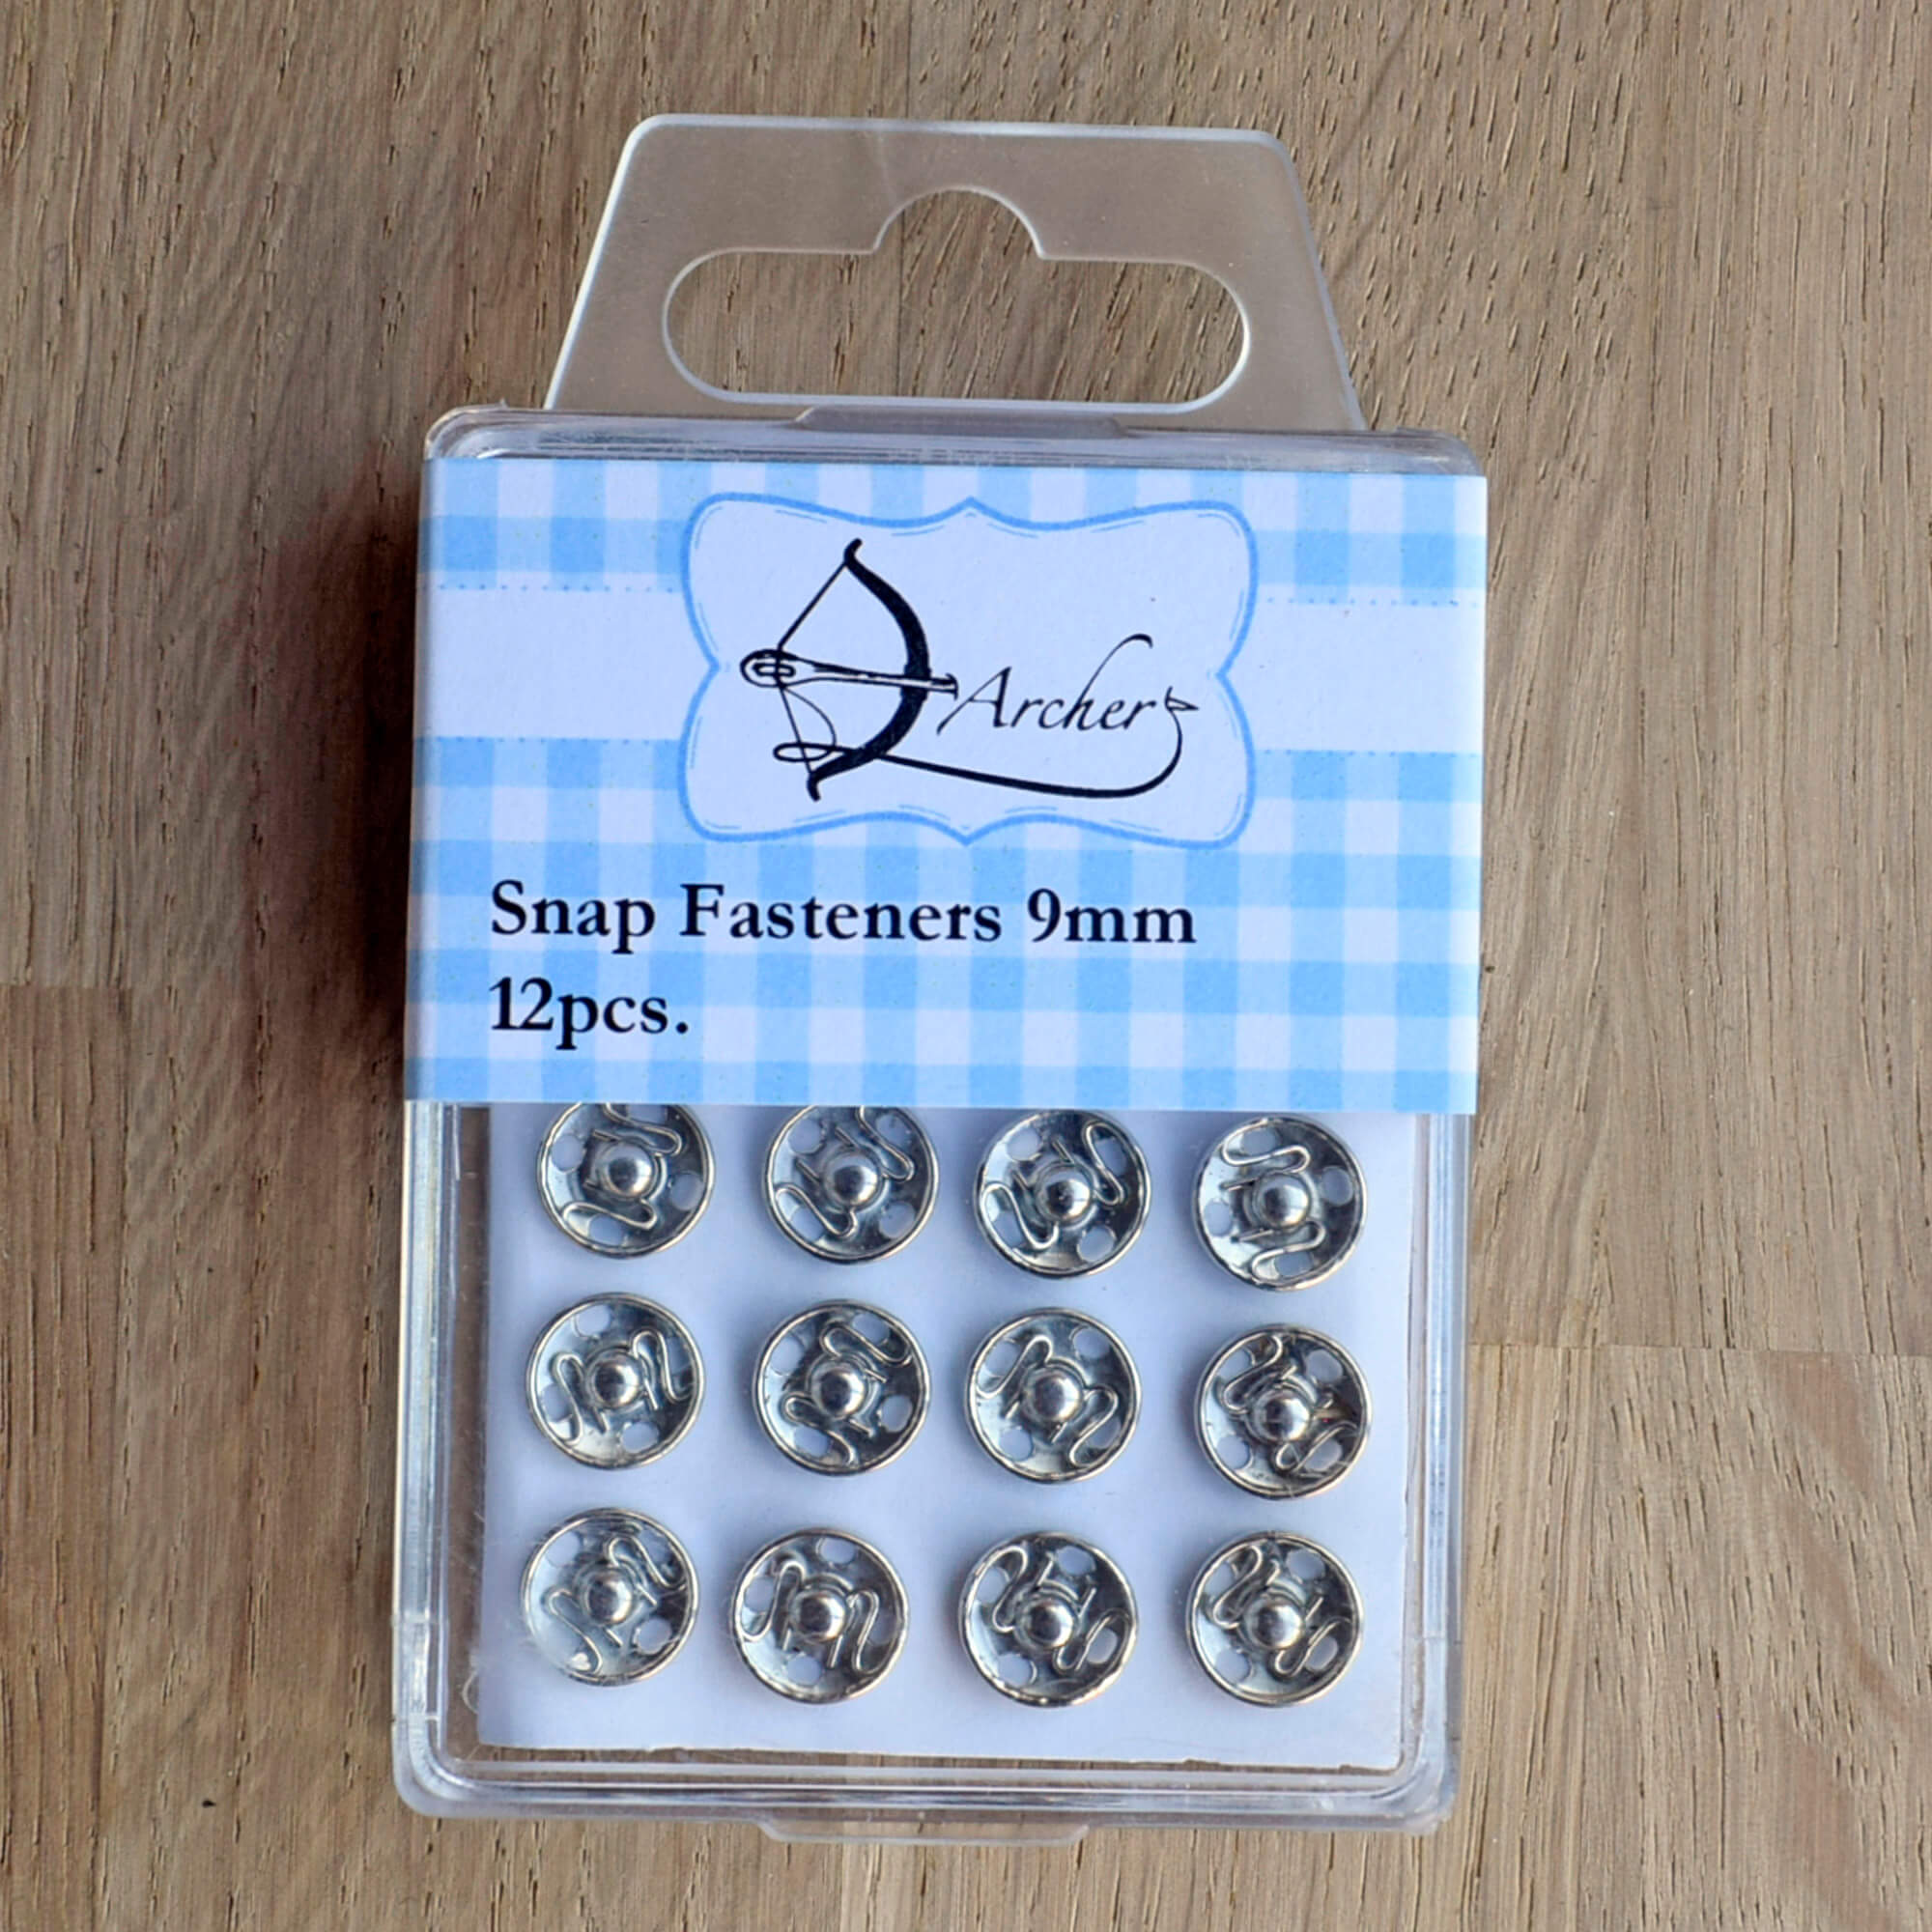 Archer
Snap Fasteners 9mm
12pcs.